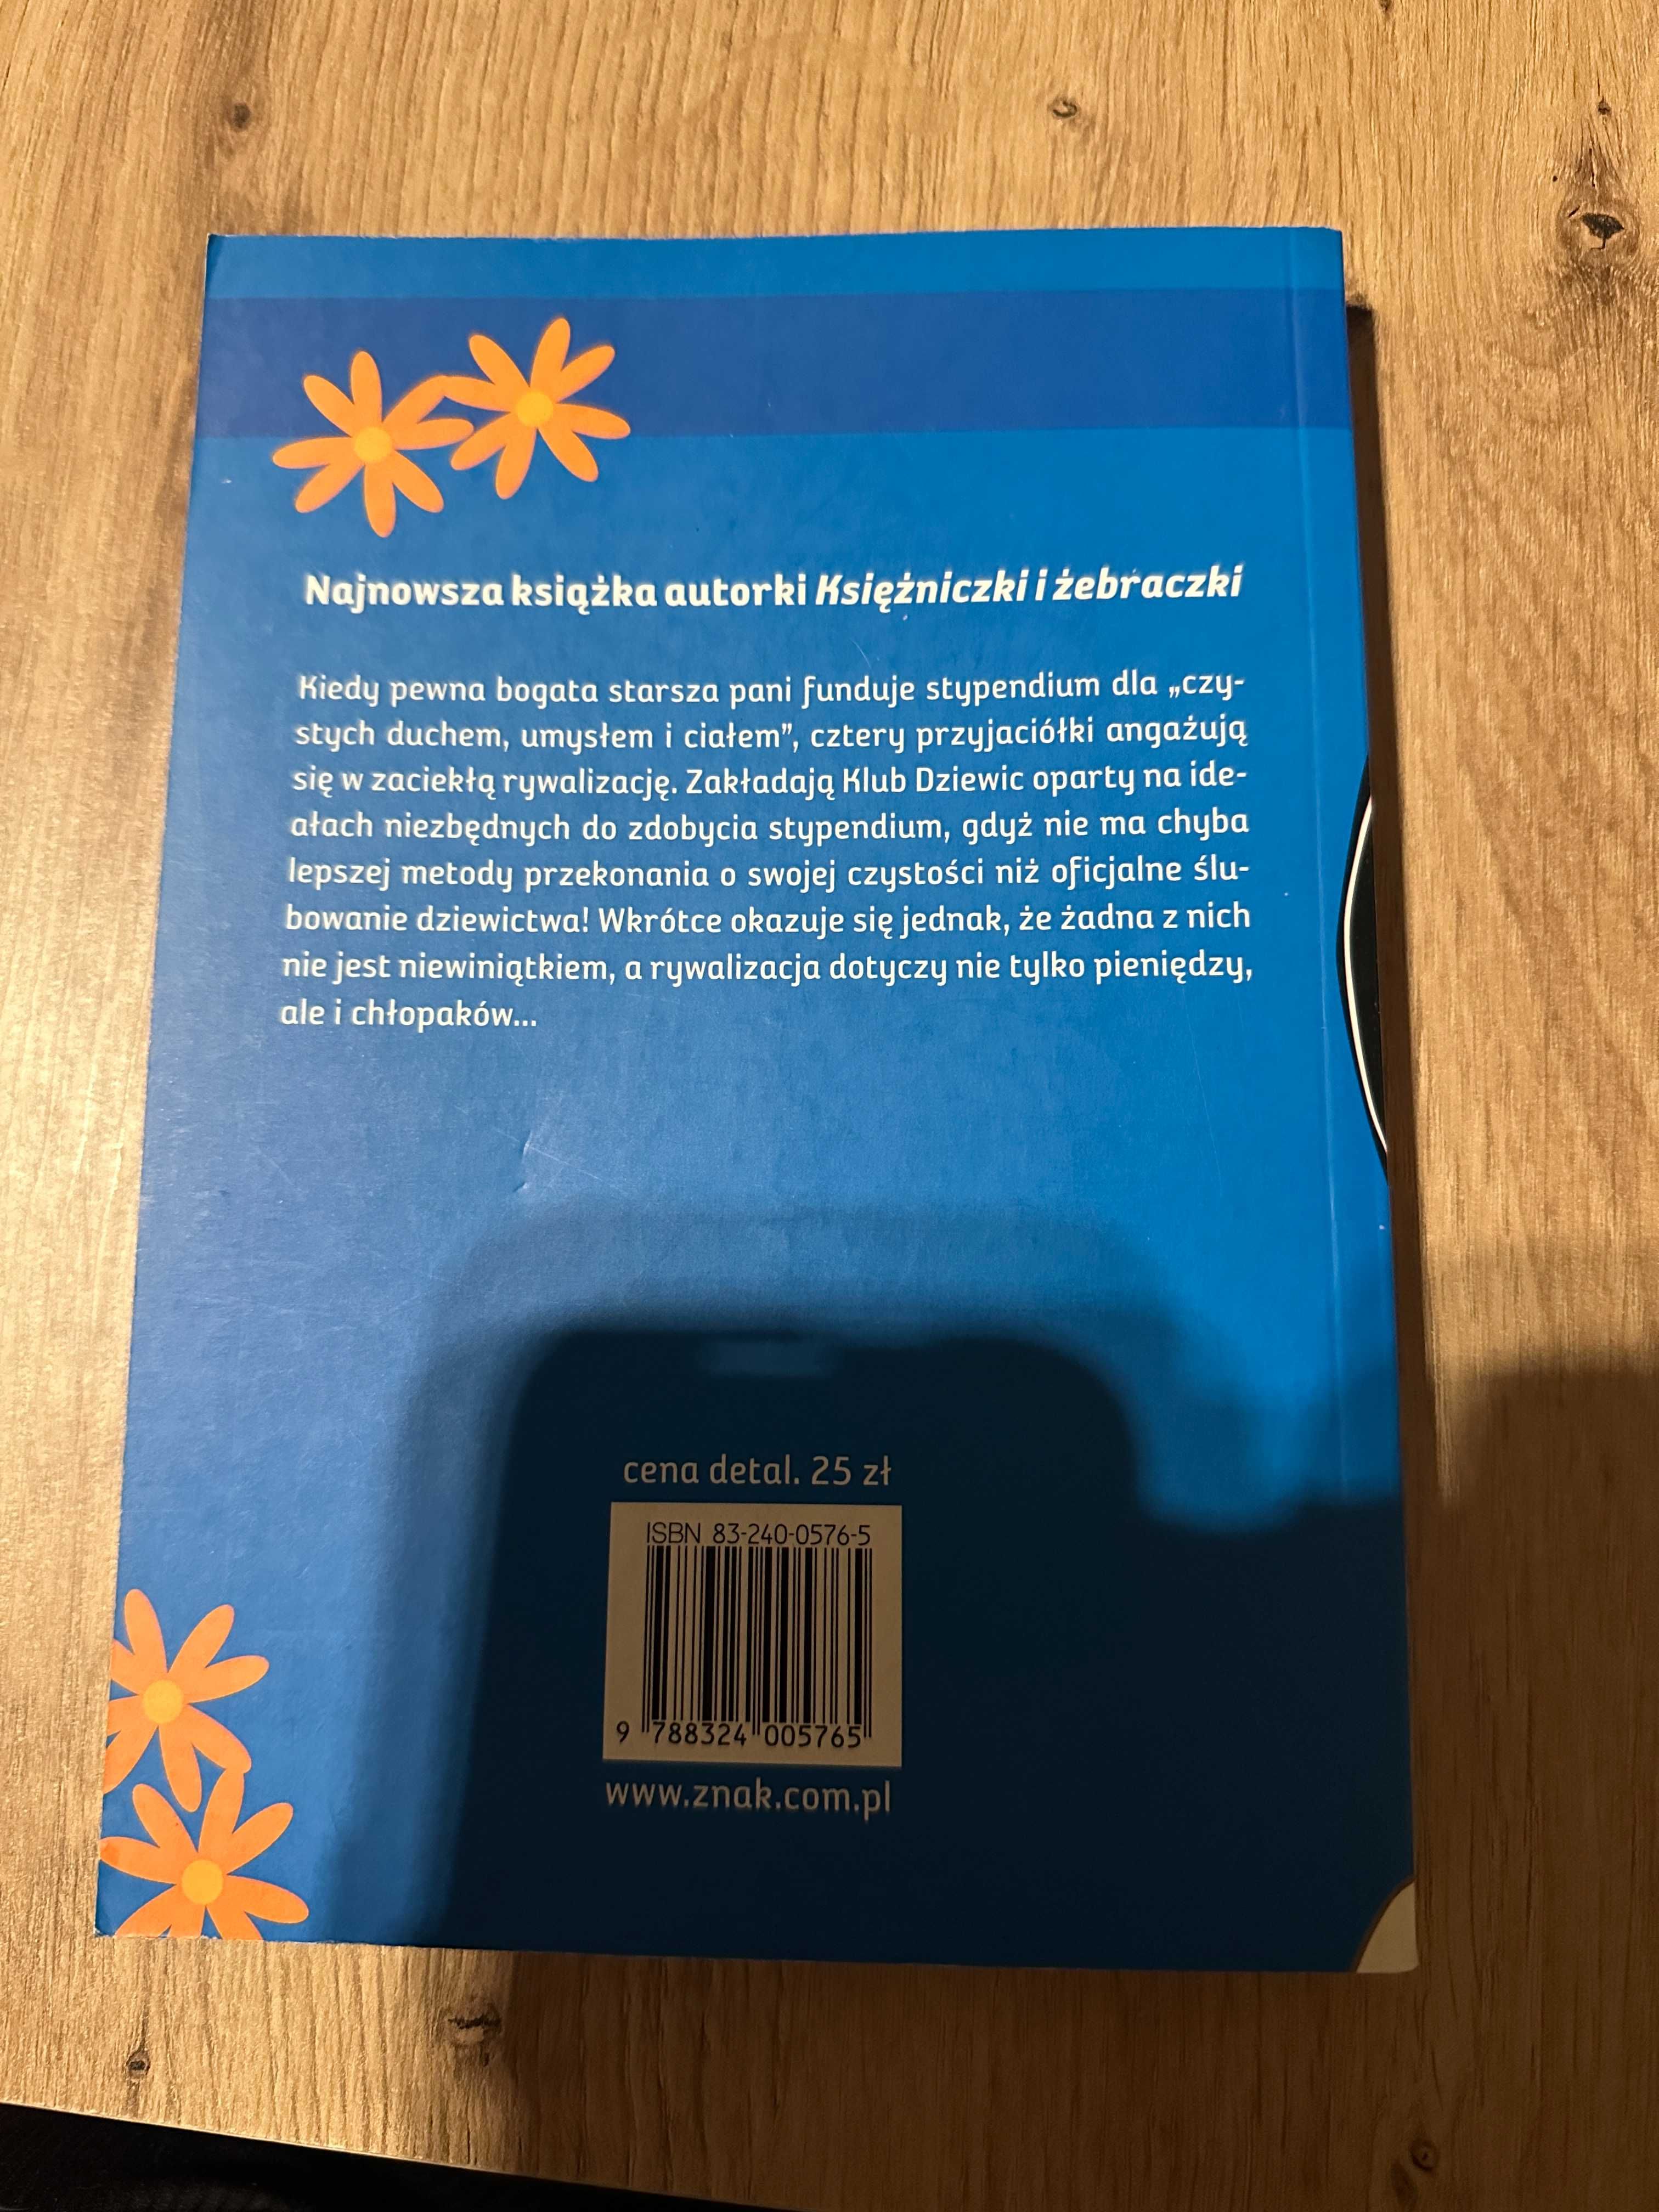 Najnowsza książka autorki Księżniczki i żebraczki
Kiedy pewna bogata starsza pani funduje stypendium dla „czy-
stych duchem, umysłem i ciałem”, cztery przyjaciółki angażują
się w zaciekłą rywalizację. Zakładają Klub Dziewic oparty na ide-
ałach niezbędnych do zdobycia stypendium, gdyż nie ma chyba
lepszej metody przekonania o swojej czystości niż oficjalne ślu-
bowanie dziewictwa! Wkrótce okazuje się jednak, że żadna z nich
nie jest niewiniątkiem, a rywalizacja dotyczy nie tylko pieniędzy,
ale i chłopaków...
cena detal. 25 zł
ISBN 83-240-0576-5
9 788324 005765
www.znak.com.pl